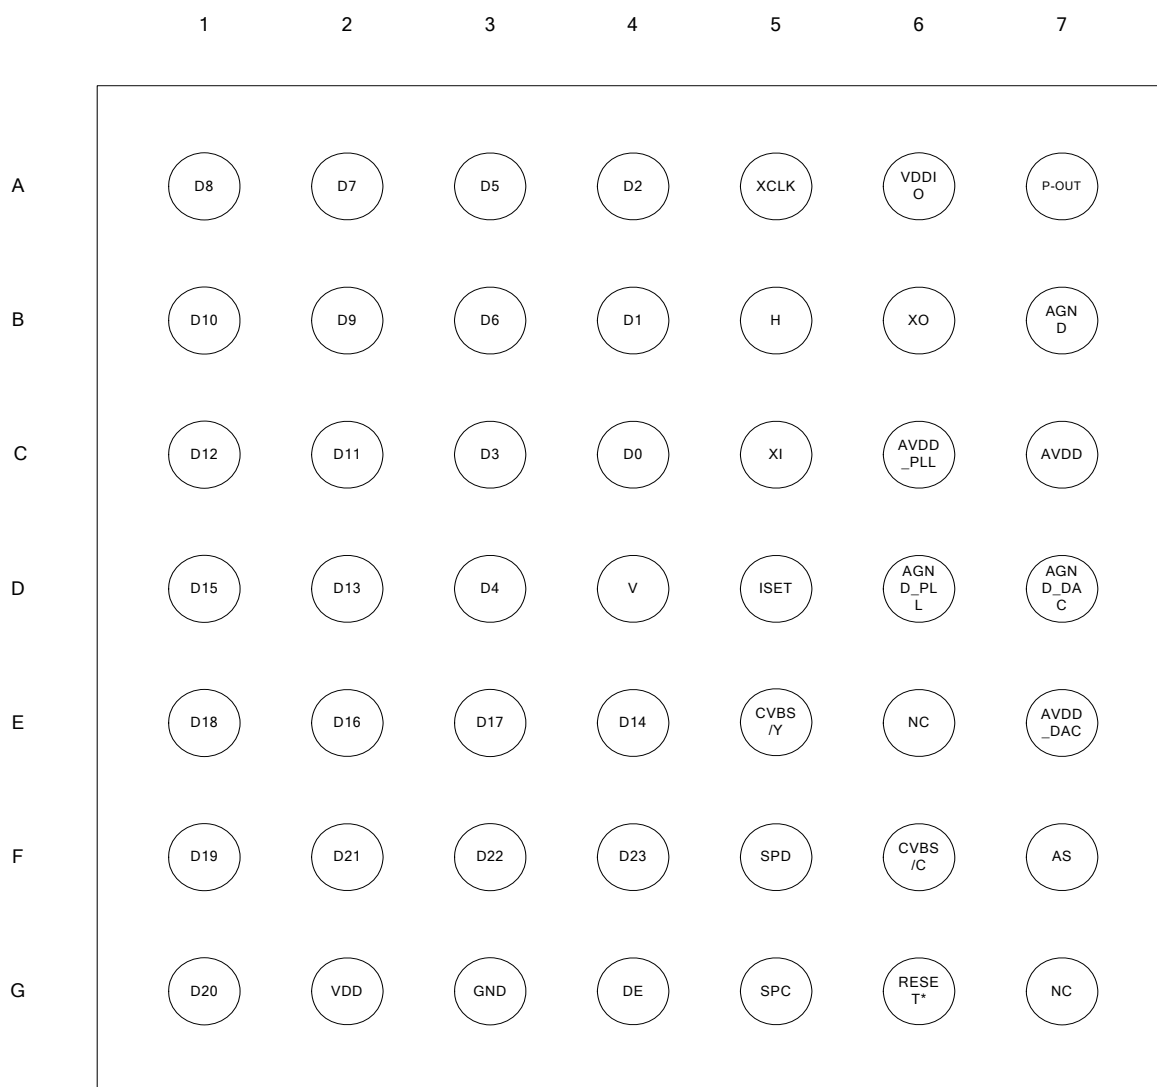 1 2 3 4 5 6 7
A D8 D7 D5 D2 XCLK VDDI
O P-OUT
B D10 D9 D6 D1 H XO AGN
D
C D12 D11 D3 D0 XI AVDD
_PLL AVDD
D D15 D13 D4 V ISET AGN
D_PL
L AGN
D_DA
C
E D18 D16 D17 D14 CVBS
/Y NC AVDD
_DAC
F D19 D21 D22 D23 SPD CVBS
/C AS
G D20 VDD GND DE SPC RESE
T* NC